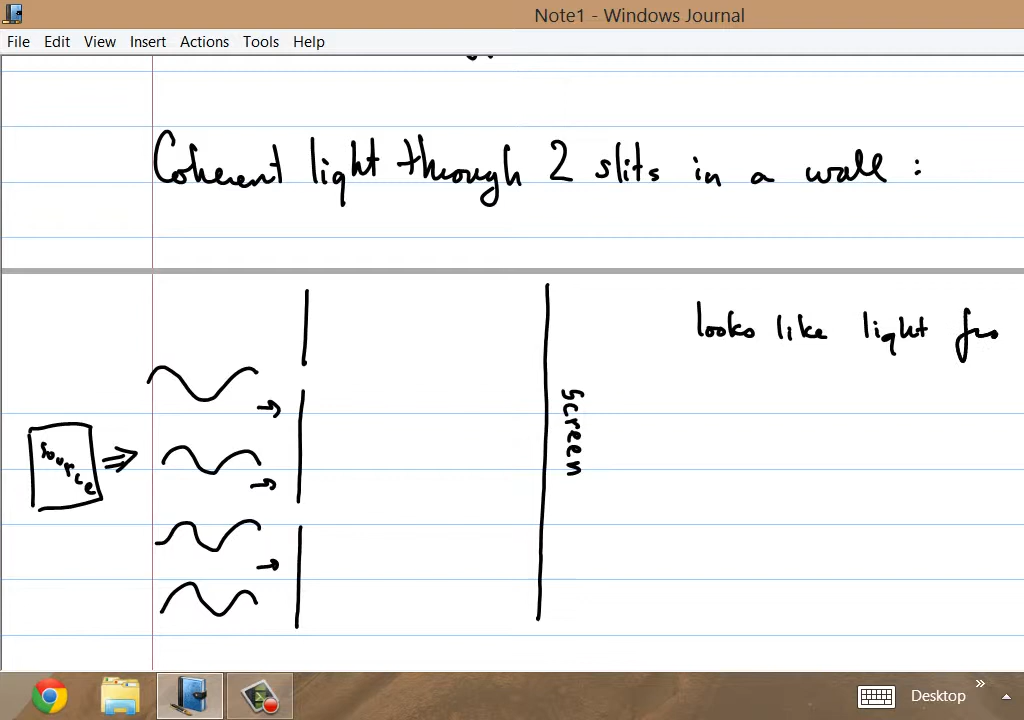 Note1 - Windows Journal
File Edit View Insert Actions Tools Help
Coherent light through 2 slits in a wall :
looks like light fro
source
screen
Desktop